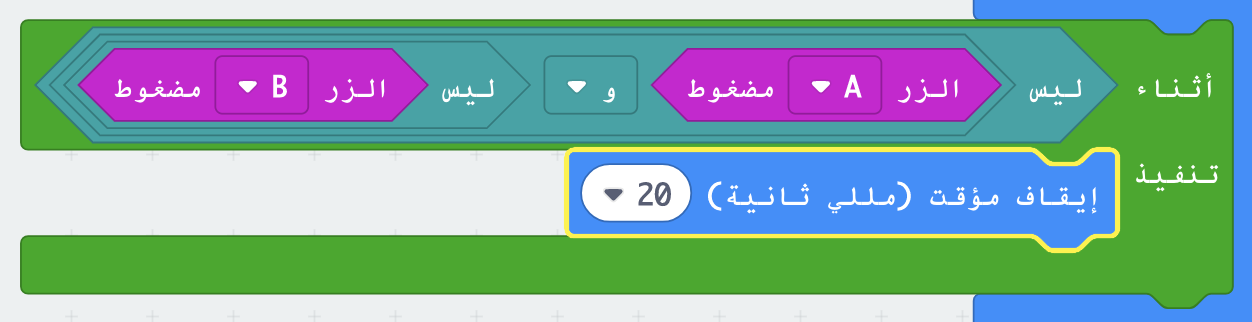 أثناء ليس الزر A مضغوط و ليس الزر B مضغوط
تنفيذ
إيقاف مؤقت (مللي ثانية) 20